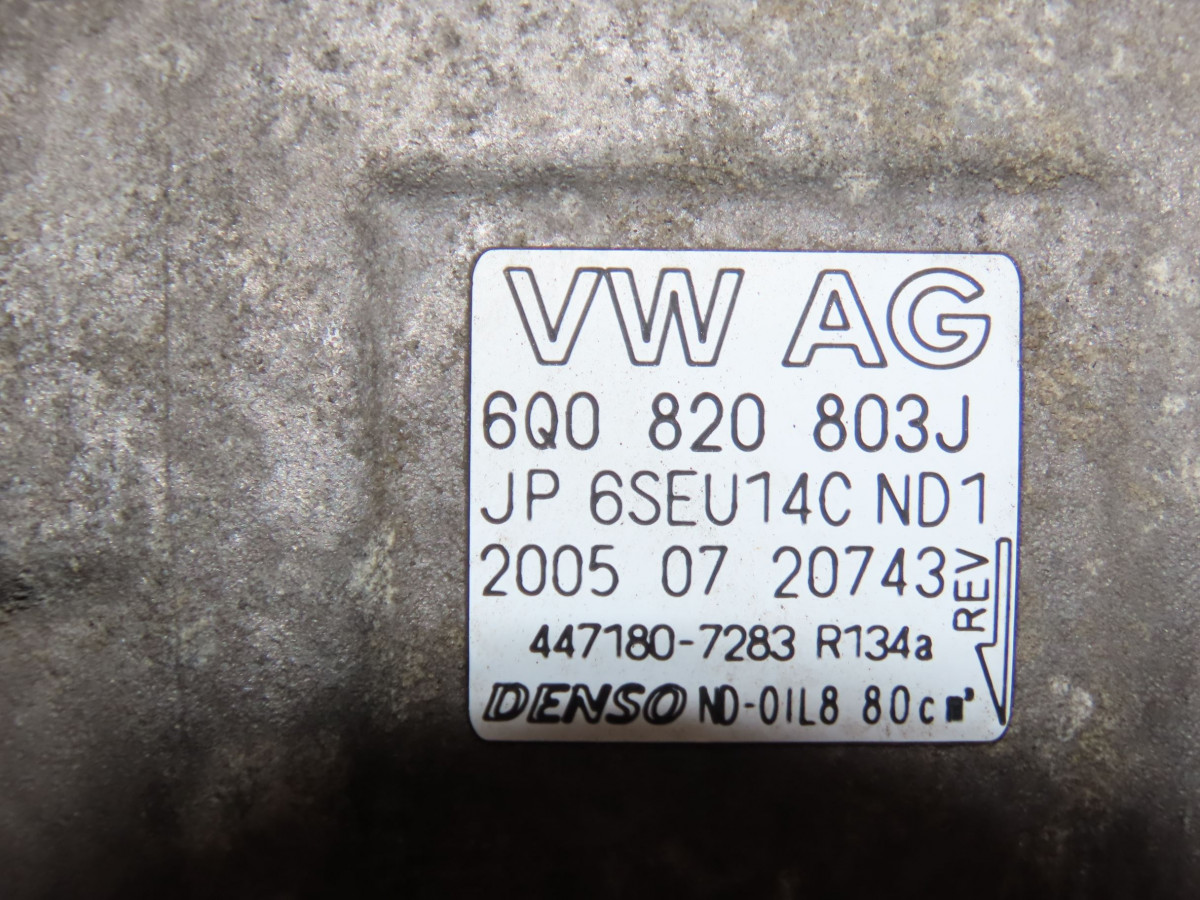 VW AG
6Q0 820 803J
JP 6SEU14C ND1
2005 07 20743
REV
447180-7283 R134a
DENSO ND-OIL8 80cm³